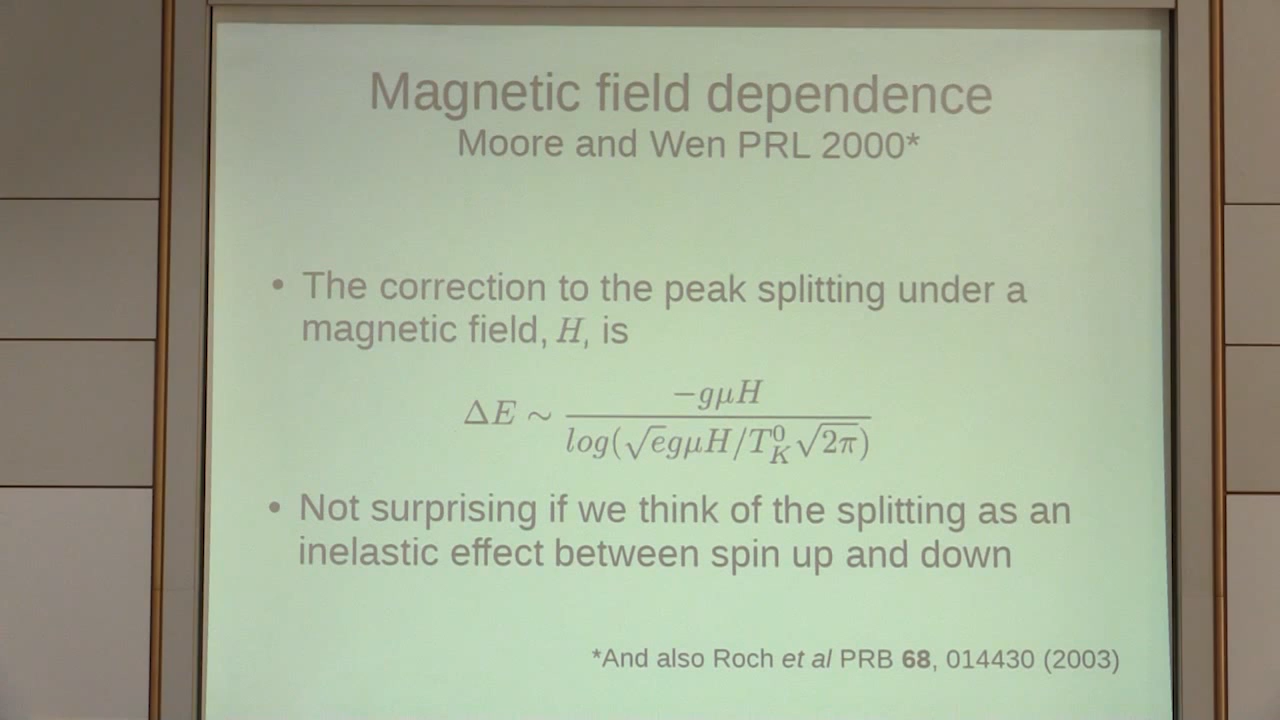 Magnetic field dependence
Moore and Wen PRL 2000*
• The correction to the peak splitting under a
magnetic field, H, is
ΔE ∼ −gμH / log(√egμH/T_K^0√2π)
• Not surprising if we think of the splitting as an
inelastic effect between spin up and down
*And also Roch et al PRB 68, 014430 (2003)